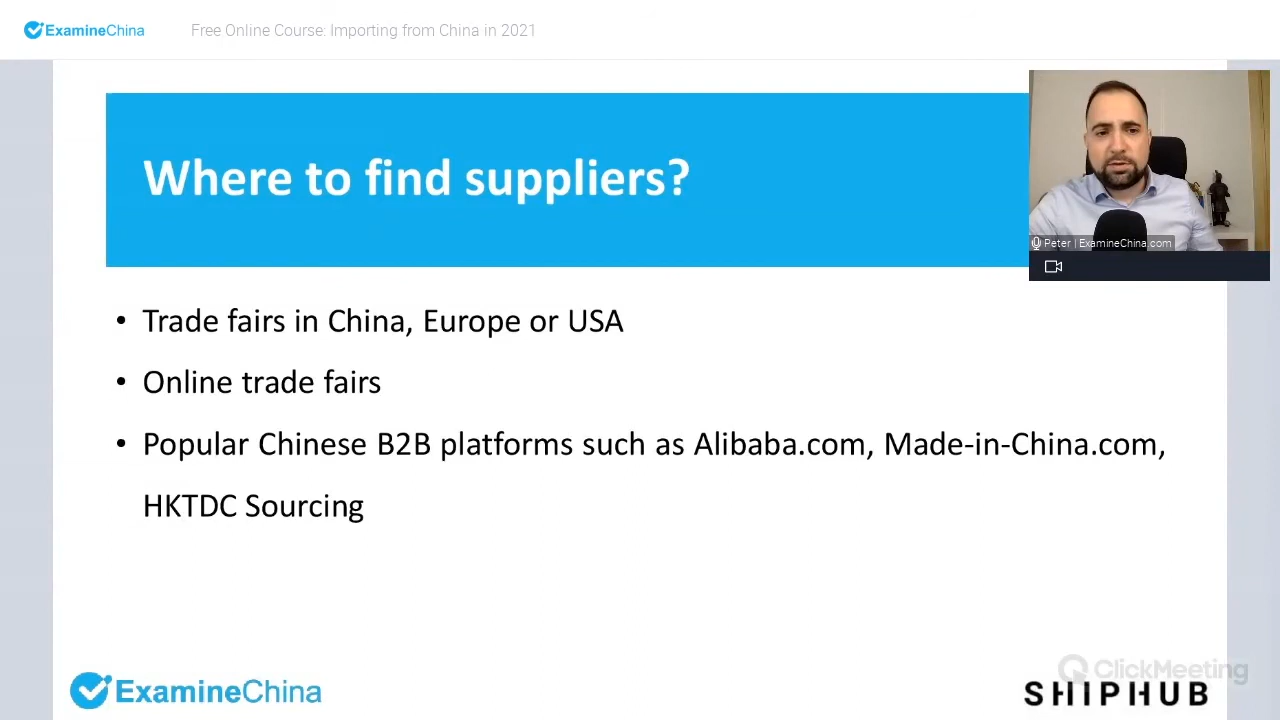 ExamineChina
Free Online Course: Importing from China in 2021
Where to find suppliers?
Peter | ExamineChina.com
• Trade fairs in China, Europe or USA
• Online trade fairs
• Popular Chinese B2B platforms such as Alibaba.com, Made-in-China.com,
HKTDC Sourcing
ClickMeeting
ExamineChina
SHIPHUB